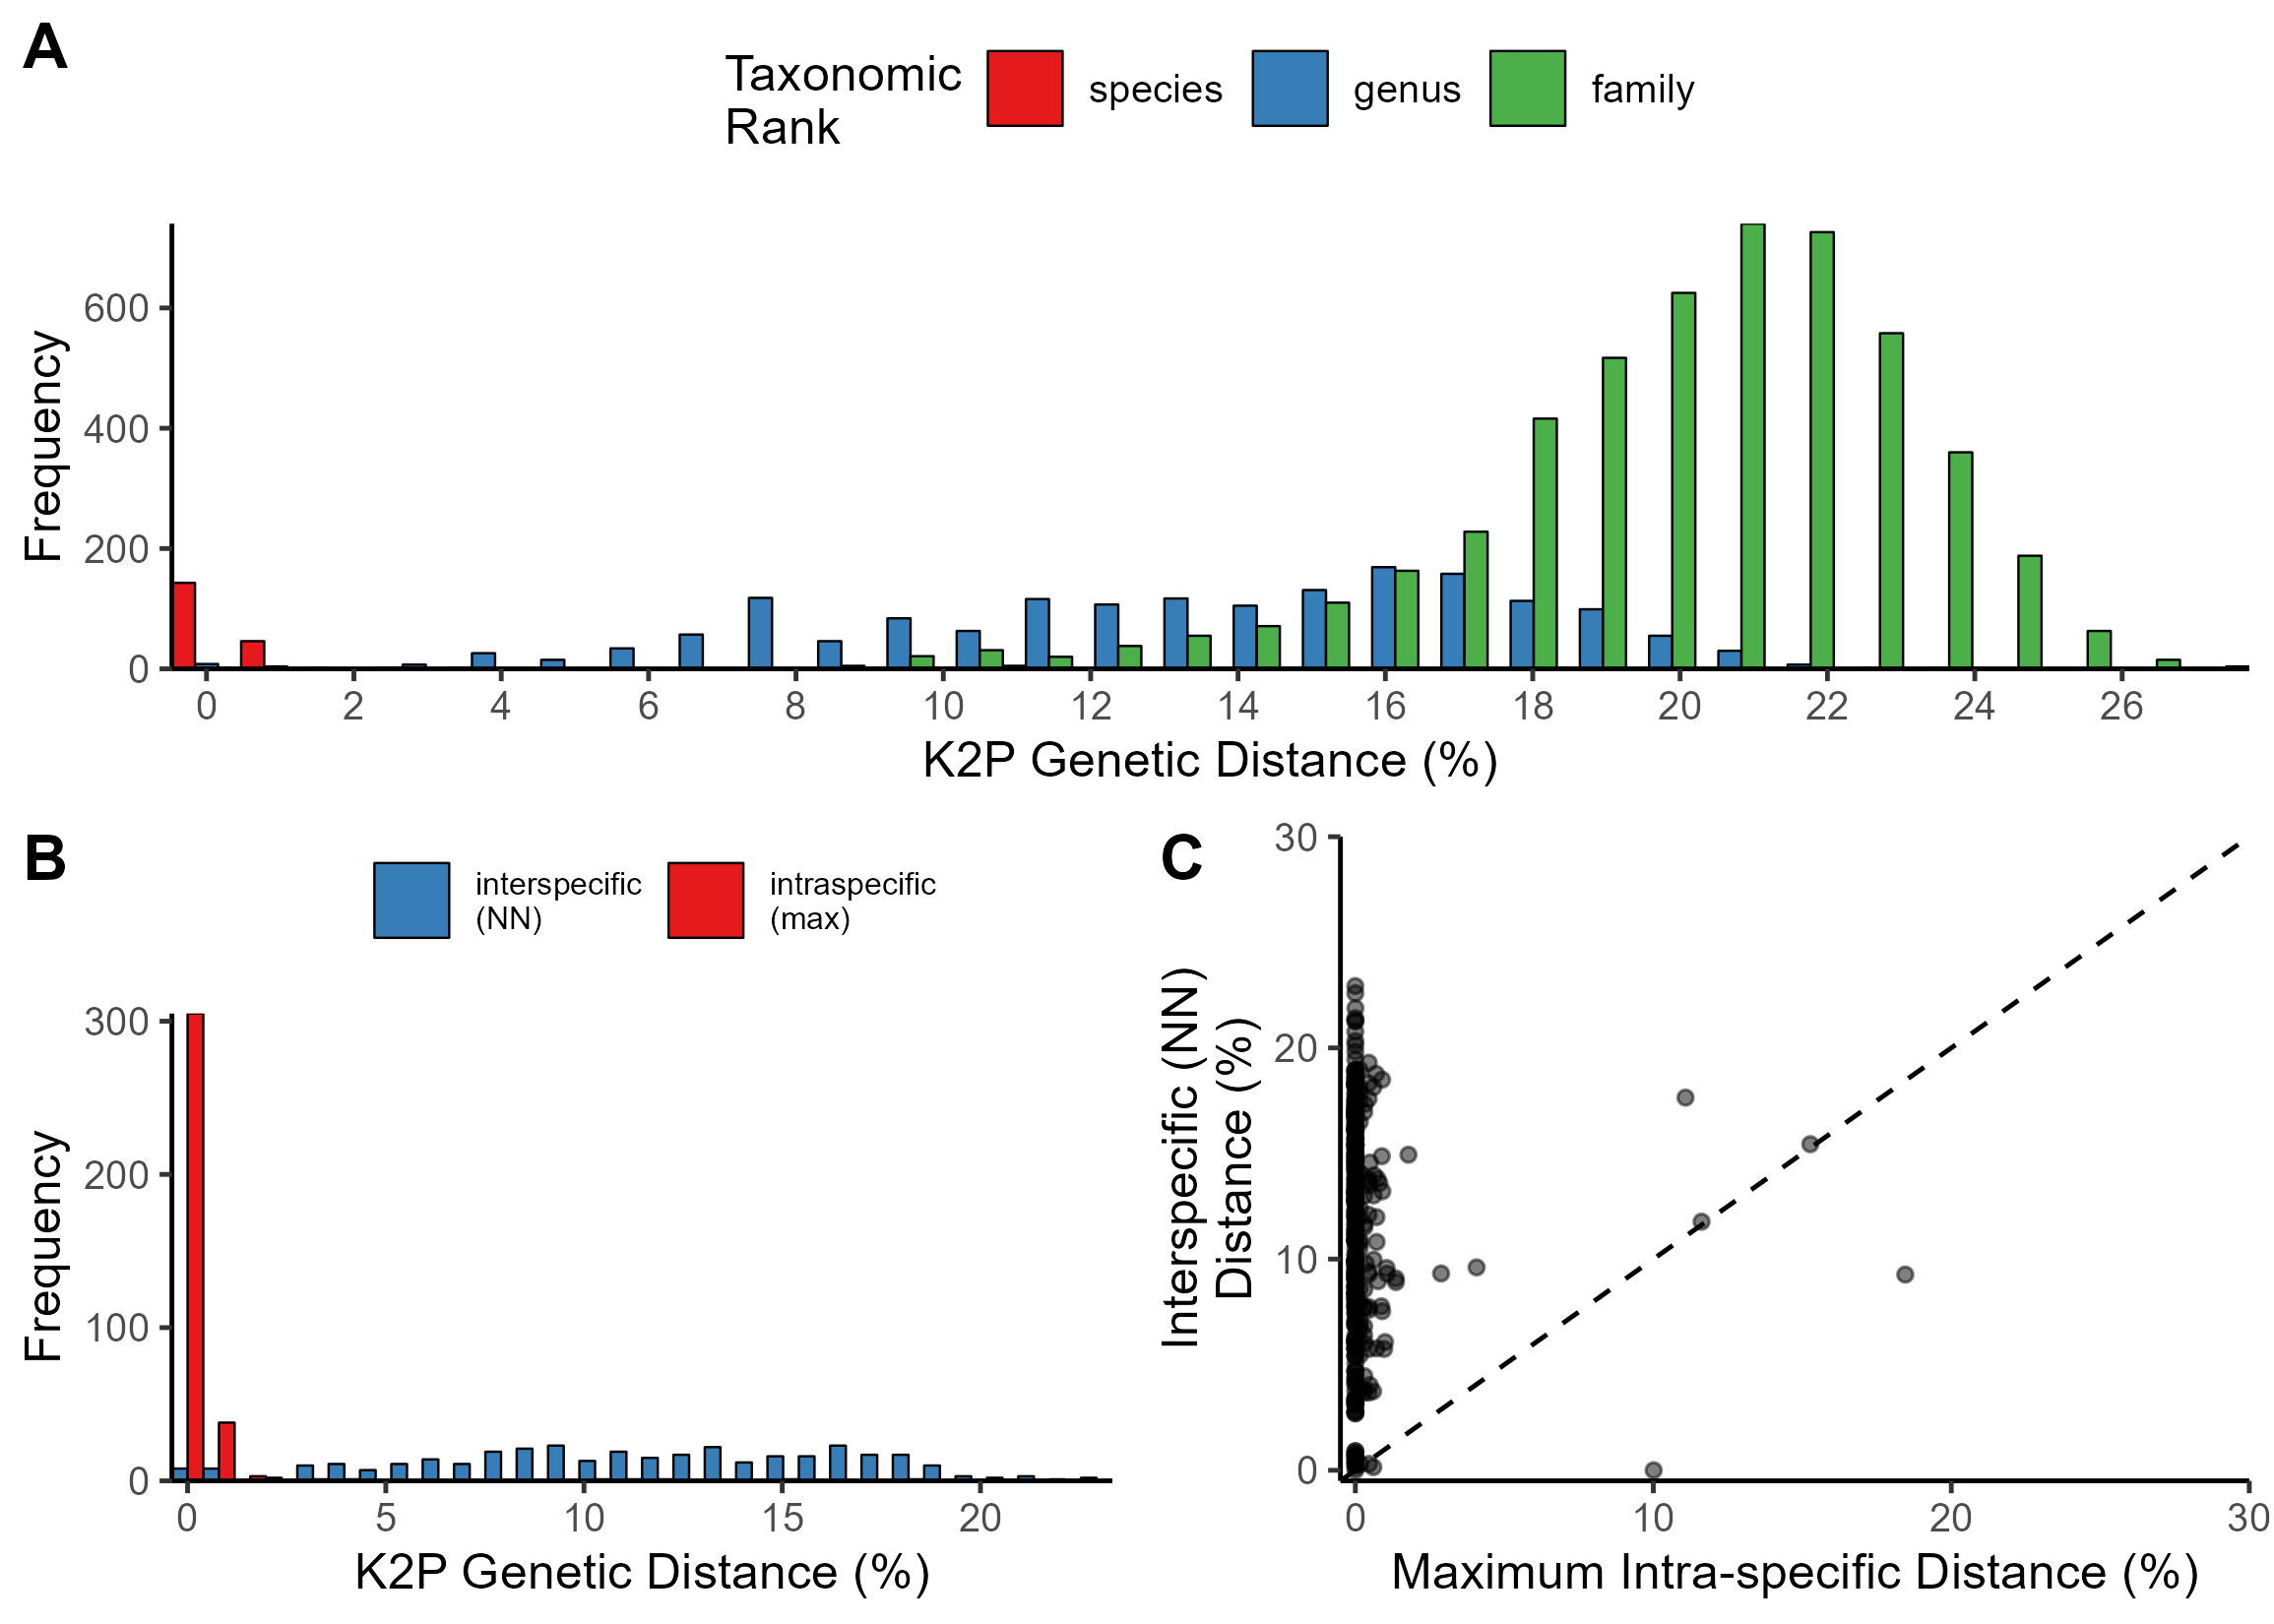 A
Taxonomic
Rank
species
genus
family
Frequency
600
400
200
0
0 2 4 6 8 10 12 14 16 18 20 22 24 26
K2P Genetic Distance (%)
B
interspecific
(NN)
intraspecific
(max)
Frequency
300
200
100
0
0 5 10 15 20
K2P Genetic Distance (%)
C
Interspecific (NN)
Distance (%)
30
20
10
0
0 10 20 30
Maximum Intra-specific Distance (%)